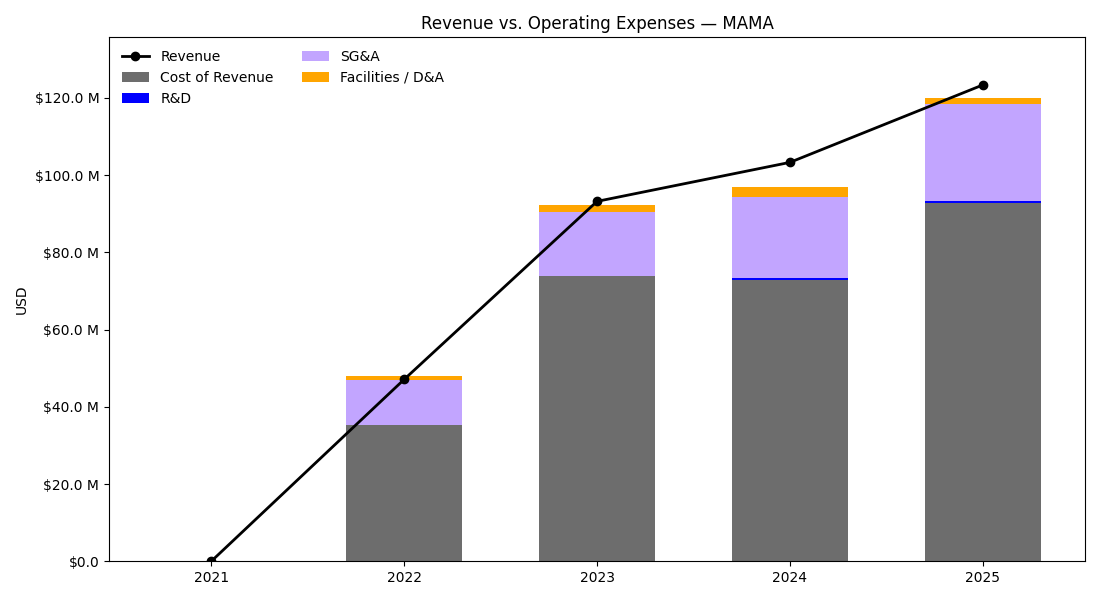 Revenue vs. Operating Expenses — MAMA
Revenue
Cost of Revenue
R&D
SG&A
Facilities / D&A
USD
$120.0 M
$100.0 M
$80.0 M
$60.0 M
$40.0 M
$20.0 M
$0.0
2021 2022 2023 2024 2025